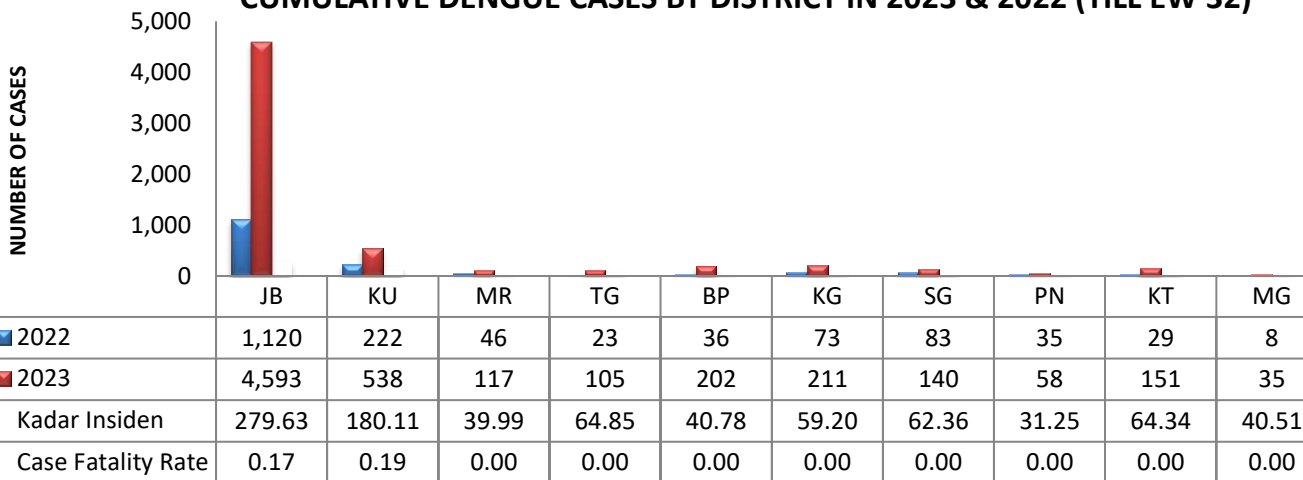 CUMULATIVE DENGUE CASES BY DISTRICT IN 2023 & 2022 (TILL EW 32)
NUMBER OF CASES
5,000
4,000
3,000
2,000
1,000
0
JB KU MR TG BP KG SG PN KT MG
2022 1,120 222 46 23 36 73 83 35 29 8
2023 4,593 538 117 105 202 211 140 58 151 35
Kadar Insiden 279.63 180.11 39.99 64.85 40.78 59.20 62.36 31.25 64.34 40.51
Case Fatality Rate 0.17 0.19 0.00 0.00 0.00 0.00 0.00 0.00 0.00 0.00